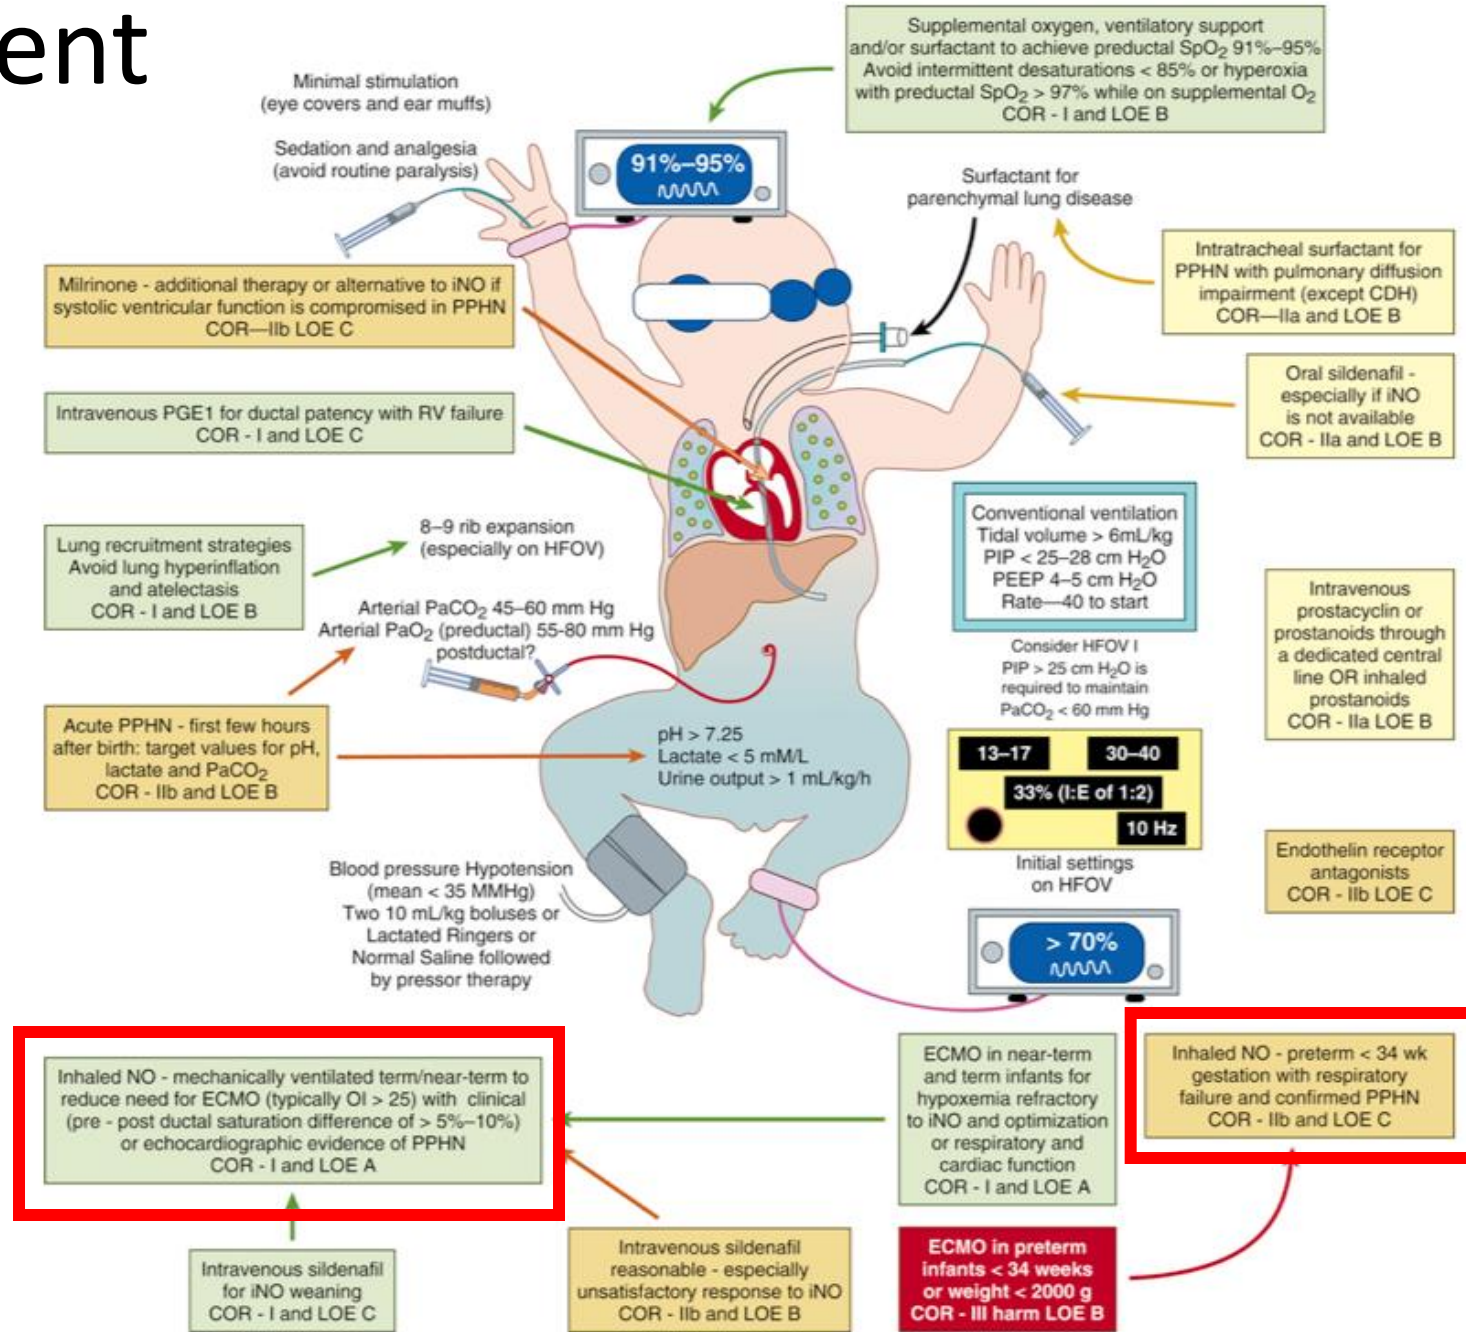 ent
Minimal stimulation
(eye covers and ear muffs)
Sedation and analgesia
(avoid routine paralysis)
91%–95%
Supplemental oxygen, ventilatory support
and/or surfactant to achieve preductal SpO2 91%–95%
Avoid intermittent desaturations < 85% or hyperoxia
with preductal SpO2 > 97% while on supplemental O2
COR - I and LOE B
Surfactant for
parenchymal lung disease
Intratracheal surfactant for
PPHN with pulmonary diffusion
impairment (except CDH)
COR—IIa and LOE B
Milrinone - additional therapy or alternative to iNO if
systolic ventricular function is compromised in PPHN
COR—IIb LOE C
Oral sildenafil -
especially if iNO
is not available
COR - IIa and LOE B
Intravenous PGE1 for ductal patency with RV failure
COR - I and LOE C
Lung recruitment strategies
Avoid lung hyperinflation
and atelectasis
COR - I and LOE B
8–9 rib expansion
(especially on HFOV)
Conventional ventilation
Tidal volume > 6mL/kg
PIP < 25–28 cm H2O
PEEP 4–5 cm H2O
Rate—40 to start
Arterial PaCO2 45–60 mm Hg
Arterial PaO2 (preductal) 55-80 mm Hg
postductal?
Intravenous
prostacyclin or
prostanoids through
a dedicated central
line OR inhaled
prostanoids
COR - IIa LOE B
Consider HFOV I
PIP > 25 cm H2O is
required to maintain
PaCO2 < 60 mm Hg
Acute PPHN - first few hours
after birth: target values for pH,
lactate and PaCO2
COR - IIb and LOE B
pH > 7.25
Lactate < 5 mM/L
Urine output > 1 mL/kg/h
13–17
30–40
33% (I:E of 1:2)
10 Hz
Initial settings
on HFOV
Endothelin receptor
antagonists
COR - IIb LOE C
Blood pressure Hypotension
(mean < 35 MMHg)
Two 10 mL/kg boluses or
Lactated Ringers or
Normal Saline followed
by pressor therapy
> 70%
Inhaled NO - mechanically ventilated term/near-term to
reduce need for ECMO (typically OI > 25) with clinical
(pre - post ductal saturation difference of > 5%–10%)
or echocardiographic evidence of PPHN
COR - I and LOE A
ECMO in near-term
and term infants for
hypoxemia refractory
to iNO and optimization
or respiratory and
cardiac function
COR - I and LOE A
Inhaled NO - preterm < 34 wk
gestation with respiratory
failure and confirmed PPHN
COR - IIb and LOE C
Intravenous sildenafil
for iNO weaning
COR - I and LOE C
Intravenous sildenafil
reasonable - especially
unsatisfactory response to iNO
COR - IIb and LOE B
ECMO in preterm
infants < 34 weeks
or weight < 2000 g
COR - III harm LOE B